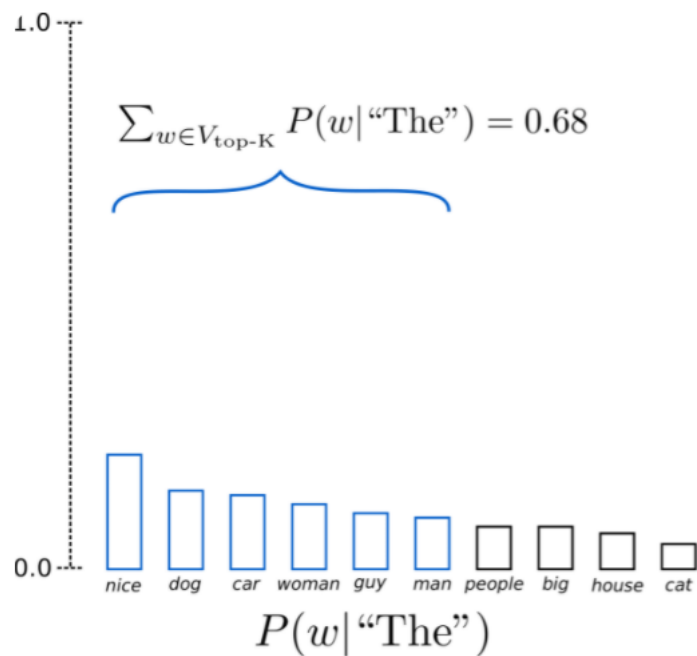 1.0
∑w∈Vtop-K P(w|“The”) = 0.68
0.0
nice dog car woman guy man people big house cat
P(w|“The”)